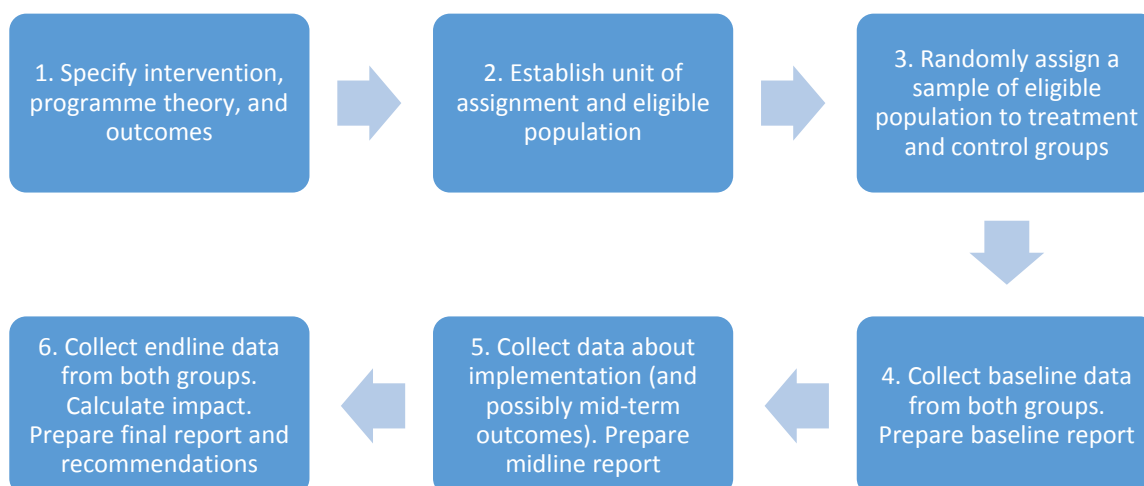 1. Specify intervention,
programme theory, and
outcomes
2. Establish unit of
assignment and eligible
population
3. Randomly assign a
sample of eligible
population to treatment
and control groups
4. Collect baseline data
from both groups.
Prepare baseline report
5. Collect data about
implementation (and
possibly mid-term
outcomes). Prepare
midline report
6. Collect endline data
from both groups.
Calculate impact.
Prepare final report and
recommendations